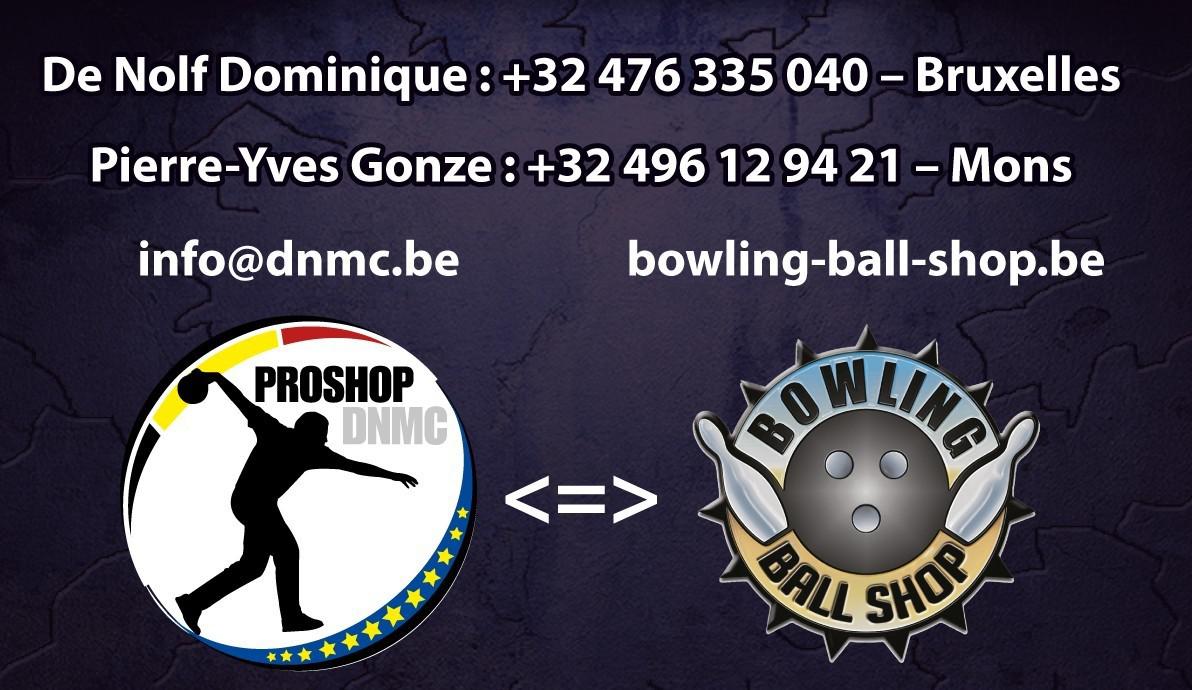 De Nolf Dominique : +32 476 335 040 – Bruxelles
Pierre-Yves Gonze : +32 496 12 94 21 – Mons
info@dnmc.be
bowling-ball-shop.be
PROSHOP
DNMC
<=>
BOWLING
BALL SHOP